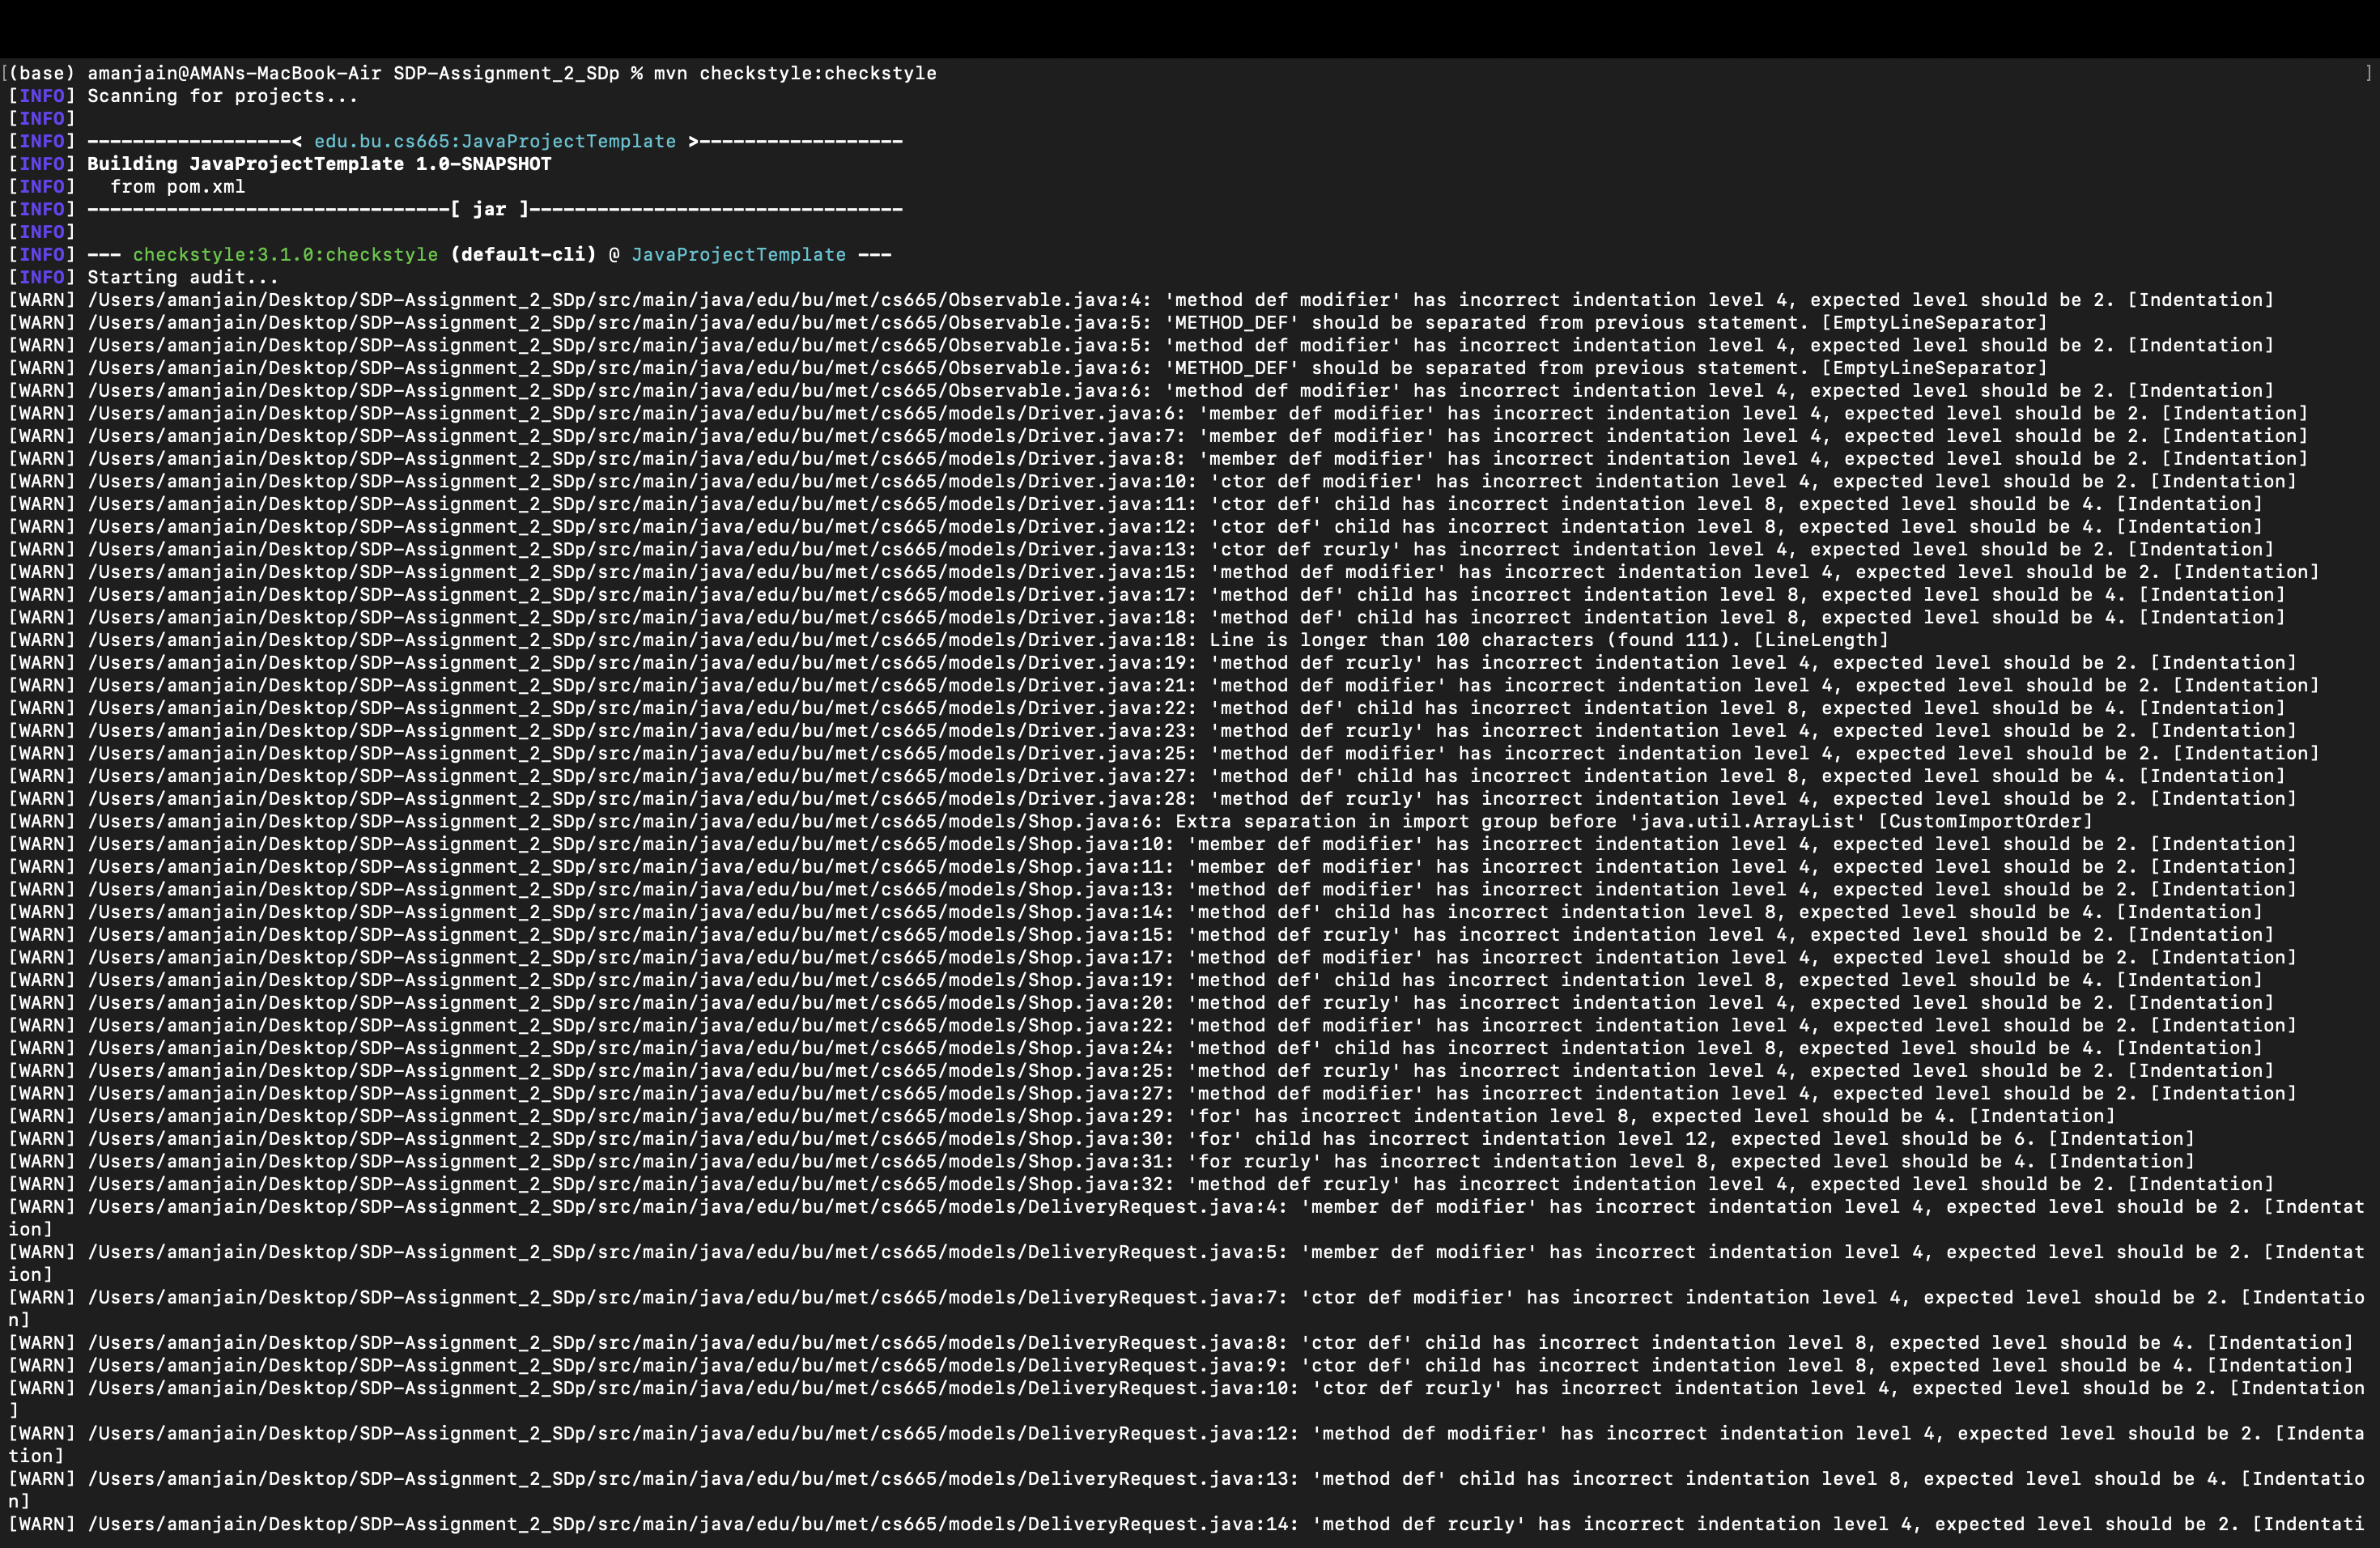 [(base) amanjain@AMANs-MacBook-Air SDP-Assignment_2_SDp % mvn checkstyle:checkstyle ]
[INFO] Scanning for projects...
[INFO]
[INFO] ------------------< edu.bu.cs665:JavaProjectTemplate >------------------
[INFO] Building JavaProjectTemplate 1.0-SNAPSHOT
[INFO]   from pom.xml
[INFO] --------------------------------[ jar ]---------------------------------
[INFO]
[INFO] --- checkstyle:3.1.0:checkstyle (default-cli) @ JavaProjectTemplate ---
[INFO] Starting audit...
[WARN] /Users/amanjain/Desktop/SDP-Assignment_2_SDp/src/main/java/edu/bu/met/cs665/Observable.java:4: 'method def modifier' has incorrect indentation level 4, expected level should be 2. [Indentation]
[WARN] /Users/amanjain/Desktop/SDP-Assignment_2_SDp/src/main/java/edu/bu/met/cs665/Observable.java:5: 'METHOD_DEF' should be separated from previous statement. [EmptyLineSeparator]
[WARN] /Users/amanjain/Desktop/SDP-Assignment_2_SDp/src/main/java/edu/bu/met/cs665/Observable.java:5: 'method def modifier' has incorrect indentation level 4, expected level should be 2. [Indentation]
[WARN] /Users/amanjain/Desktop/SDP-Assignment_2_SDp/src/main/java/edu/bu/met/cs665/Observable.java:6: 'METHOD_DEF' should be separated from previous statement. [EmptyLineSeparator]
[WARN] /Users/amanjain/Desktop/SDP-Assignment_2_SDp/src/main/java/edu/bu/met/cs665/Observable.java:6: 'method def modifier' has incorrect indentation level 4, expected level should be 2. [Indentation]
[WARN] /Users/amanjain/Desktop/SDP-Assignment_2_SDp/src/main/java/edu/bu/met/cs665/models/Driver.java:6: 'member def modifier' has incorrect indentation level 4, expected level should be 2. [Indentation]
[WARN] /Users/amanjain/Desktop/SDP-Assignment_2_SDp/src/main/java/edu/bu/met/cs665/models/Driver.java:7: 'member def modifier' has incorrect indentation level 4, expected level should be 2. [Indentation]
[WARN] /Users/amanjain/Desktop/SDP-Assignment_2_SDp/src/main/java/edu/bu/met/cs665/models/Driver.java:8: 'member def modifier' has incorrect indentation level 4, expected level should be 2. [Indentation]
[WARN] /Users/amanjain/Desktop/SDP-Assignment_2_SDp/src/main/java/edu/bu/met/cs665/models/Driver.java:10: 'ctor def modifier' has incorrect indentation level 4, expected level should be 2. [Indentation]
[WARN] /Users/amanjain/Desktop/SDP-Assignment_2_SDp/src/main/java/edu/bu/met/cs665/models/Driver.java:11: 'ctor def' child has incorrect indentation level 8, expected level should be 4. [Indentation]
[WARN] /Users/amanjain/Desktop/SDP-Assignment_2_SDp/src/main/java/edu/bu/met/cs665/models/Driver.java:12: 'ctor def' child has incorrect indentation level 8, expected level should be 4. [Indentation]
[WARN] /Users/amanjain/Desktop/SDP-Assignment_2_SDp/src/main/java/edu/bu/met/cs665/models/Driver.java:13: 'ctor def rcurly' has incorrect indentation level 4, expected level should be 2. [Indentation]
[WARN] /Users/amanjain/Desktop/SDP-Assignment_2_SDp/src/main/java/edu/bu/met/cs665/models/Driver.java:15: 'method def modifier' has incorrect indentation level 4, expected level should be 2. [Indentation]
[WARN] /Users/amanjain/Desktop/SDP-Assignment_2_SDp/src/main/java/edu/bu/met/cs665/models/Driver.java:17: 'method def' child has incorrect indentation level 8, expected level should be 4. [Indentation]
[WARN] /Users/amanjain/Desktop/SDP-Assignment_2_SDp/src/main/java/edu/bu/met/cs665/models/Driver.java:18: 'method def' child has incorrect indentation level 8, expected level should be 4. [Indentation]
[WARN] /Users/amanjain/Desktop/SDP-Assignment_2_SDp/src/main/java/edu/bu/met/cs665/models/Driver.java:18: Line is longer than 100 characters (found 111). [LineLength]
[WARN] /Users/amanjain/Desktop/SDP-Assignment_2_SDp/src/main/java/edu/bu/met/cs665/models/Driver.java:19: 'method def rcurly' has incorrect indentation level 4, expected level should be 2. [Indentation]
[WARN] /Users/amanjain/Desktop/SDP-Assignment_2_SDp/src/main/java/edu/bu/met/cs665/models/Driver.java:21: 'method def modifier' has incorrect indentation level 4, expected level should be 2. [Indentation]
[WARN] /Users/amanjain/Desktop/SDP-Assignment_2_SDp/src/main/java/edu/bu/met/cs665/models/Driver.java:22: 'method def' child has incorrect indentation level 8, expected level should be 4. [Indentation]
[WARN] /Users/amanjain/Desktop/SDP-Assignment_2_SDp/src/main/java/edu/bu/met/cs665/models/Driver.java:23: 'method def rcurly' has incorrect indentation level 4, expected level should be 2. [Indentation]
[WARN] /Users/amanjain/Desktop/SDP-Assignment_2_SDp/src/main/java/edu/bu/met/cs665/models/Driver.java:25: 'method def modifier' has incorrect indentation level 4, expected level should be 2. [Indentation]
[WARN] /Users/amanjain/Desktop/SDP-Assignment_2_SDp/src/main/java/edu/bu/met/cs665/models/Driver.java:27: 'method def' child has incorrect indentation level 8, expected level should be 4. [Indentation]
[WARN] /Users/amanjain/Desktop/SDP-Assignment_2_SDp/src/main/java/edu/bu/met/cs665/models/Driver.java:28: 'method def rcurly' has incorrect indentation level 4, expected level should be 2. [Indentation]
[WARN] /Users/amanjain/Desktop/SDP-Assignment_2_SDp/src/main/java/edu/bu/met/cs665/models/Shop.java:6: Extra separation in import group before 'java.util.ArrayList' [CustomImportOrder]
[WARN] /Users/amanjain/Desktop/SDP-Assignment_2_SDp/src/main/java/edu/bu/met/cs665/models/Shop.java:10: 'member def modifier' has incorrect indentation level 4, expected level should be 2. [Indentation]
[WARN] /Users/amanjain/Desktop/SDP-Assignment_2_SDp/src/main/java/edu/bu/met/cs665/models/Shop.java:11: 'member def modifier' has incorrect indentation level 4, expected level should be 2. [Indentation]
[WARN] /Users/amanjain/Desktop/SDP-Assignment_2_SDp/src/main/java/edu/bu/met/cs665/models/Shop.java:13: 'method def modifier' has incorrect indentation level 4, expected level should be 2. [Indentation]
[WARN] /Users/amanjain/Desktop/SDP-Assignment_2_SDp/src/main/java/edu/bu/met/cs665/models/Shop.java:14: 'method def' child has incorrect indentation level 8, expected level should be 4. [Indentation]
[WARN] /Users/amanjain/Desktop/SDP-Assignment_2_SDp/src/main/java/edu/bu/met/cs665/models/Shop.java:15: 'method def rcurly' has incorrect indentation level 4, expected level should be 2. [Indentation]
[WARN] /Users/amanjain/Desktop/SDP-Assignment_2_SDp/src/main/java/edu/bu/met/cs665/models/Shop.java:17: 'method def modifier' has incorrect indentation level 4, expected level should be 2. [Indentation]
[WARN] /Users/amanjain/Desktop/SDP-Assignment_2_SDp/src/main/java/edu/bu/met/cs665/models/Shop.java:19: 'method def' child has incorrect indentation level 8, expected level should be 4. [Indentation]
[WARN] /Users/amanjain/Desktop/SDP-Assignment_2_SDp/src/main/java/edu/bu/met/cs665/models/Shop.java:20: 'method def rcurly' has incorrect indentation level 4, expected level should be 2. [Indentation]
[WARN] /Users/amanjain/Desktop/SDP-Assignment_2_SDp/src/main/java/edu/bu/met/cs665/models/Shop.java:22: 'method def modifier' has incorrect indentation level 4, expected level should be 2. [Indentation]
[WARN] /Users/amanjain/Desktop/SDP-Assignment_2_SDp/src/main/java/edu/bu/met/cs665/models/Shop.java:24: 'method def' child has incorrect indentation level 8, expected level should be 4. [Indentation]
[WARN] /Users/amanjain/Desktop/SDP-Assignment_2_SDp/src/main/java/edu/bu/met/cs665/models/Shop.java:25: 'method def rcurly' has incorrect indentation level 4, expected level should be 2. [Indentation]
[WARN] /Users/amanjain/Desktop/SDP-Assignment_2_SDp/src/main/java/edu/bu/met/cs665/models/Shop.java:27: 'method def modifier' has incorrect indentation level 4, expected level should be 2. [Indentation]
[WARN] /Users/amanjain/Desktop/SDP-Assignment_2_SDp/src/main/java/edu/bu/met/cs665/models/Shop.java:29: 'for' has incorrect indentation level 8, expected level should be 4. [Indentation]
[WARN] /Users/amanjain/Desktop/SDP-Assignment_2_SDp/src/main/java/edu/bu/met/cs665/models/Shop.java:30: 'for' child has incorrect indentation level 12, expected level should be 6. [Indentation]
[WARN] /Users/amanjain/Desktop/SDP-Assignment_2_SDp/src/main/java/edu/bu/met/cs665/models/Shop.java:31: 'for rcurly' has incorrect indentation level 8, expected level should be 4. [Indentation]
[WARN] /Users/amanjain/Desktop/SDP-Assignment_2_SDp/src/main/java/edu/bu/met/cs665/models/Shop.java:32: 'method def rcurly' has incorrect indentation level 4, expected level should be 2. [Indentation]
[WARN] /Users/amanjain/Desktop/SDP-Assignment_2_SDp/src/main/java/edu/bu/met/cs665/models/DeliveryRequest.java:4: 'member def modifier' has incorrect indentation level 4, expected level should be 2. [Indentat
ion]
[WARN] /Users/amanjain/Desktop/SDP-Assignment_2_SDp/src/main/java/edu/bu/met/cs665/models/DeliveryRequest.java:5: 'member def modifier' has incorrect indentation level 4, expected level should be 2. [Indentat
ion]
[WARN] /Users/amanjain/Desktop/SDP-Assignment_2_SDp/src/main/java/edu/bu/met/cs665/models/DeliveryRequest.java:7: 'ctor def modifier' has incorrect indentation level 4, expected level should be 2. [Indentatio
n]
[WARN] /Users/amanjain/Desktop/SDP-Assignment_2_SDp/src/main/java/edu/bu/met/cs665/models/DeliveryRequest.java:8: 'ctor def' child has incorrect indentation level 8, expected level should be 4. [Indentation]
[WARN] /Users/amanjain/Desktop/SDP-Assignment_2_SDp/src/main/java/edu/bu/met/cs665/models/DeliveryRequest.java:9: 'ctor def' child has incorrect indentation level 8, expected level should be 4. [Indentation]
[WARN] /Users/amanjain/Desktop/SDP-Assignment_2_SDp/src/main/java/edu/bu/met/cs665/models/DeliveryRequest.java:10: 'ctor def rcurly' has incorrect indentation level 4, expected level should be 2. [Indentation
]
[WARN] /Users/amanjain/Desktop/SDP-Assignment_2_SDp/src/main/java/edu/bu/met/cs665/models/DeliveryRequest.java:12: 'method def modifier' has incorrect indentation level 4, expected level should be 2. [Indenta
tion]
[WARN] /Users/amanjain/Desktop/SDP-Assignment_2_SDp/src/main/java/edu/bu/met/cs665/models/DeliveryRequest.java:13: 'method def' child has incorrect indentation level 8, expected level should be 4. [Indentatio
n]
[WARN] /Users/amanjain/Desktop/SDP-Assignment_2_SDp/src/main/java/edu/bu/met/cs665/models/DeliveryRequest.java:14: 'method def rcurly' has incorrect indentation level 4, expected level should be 2. [Indentati